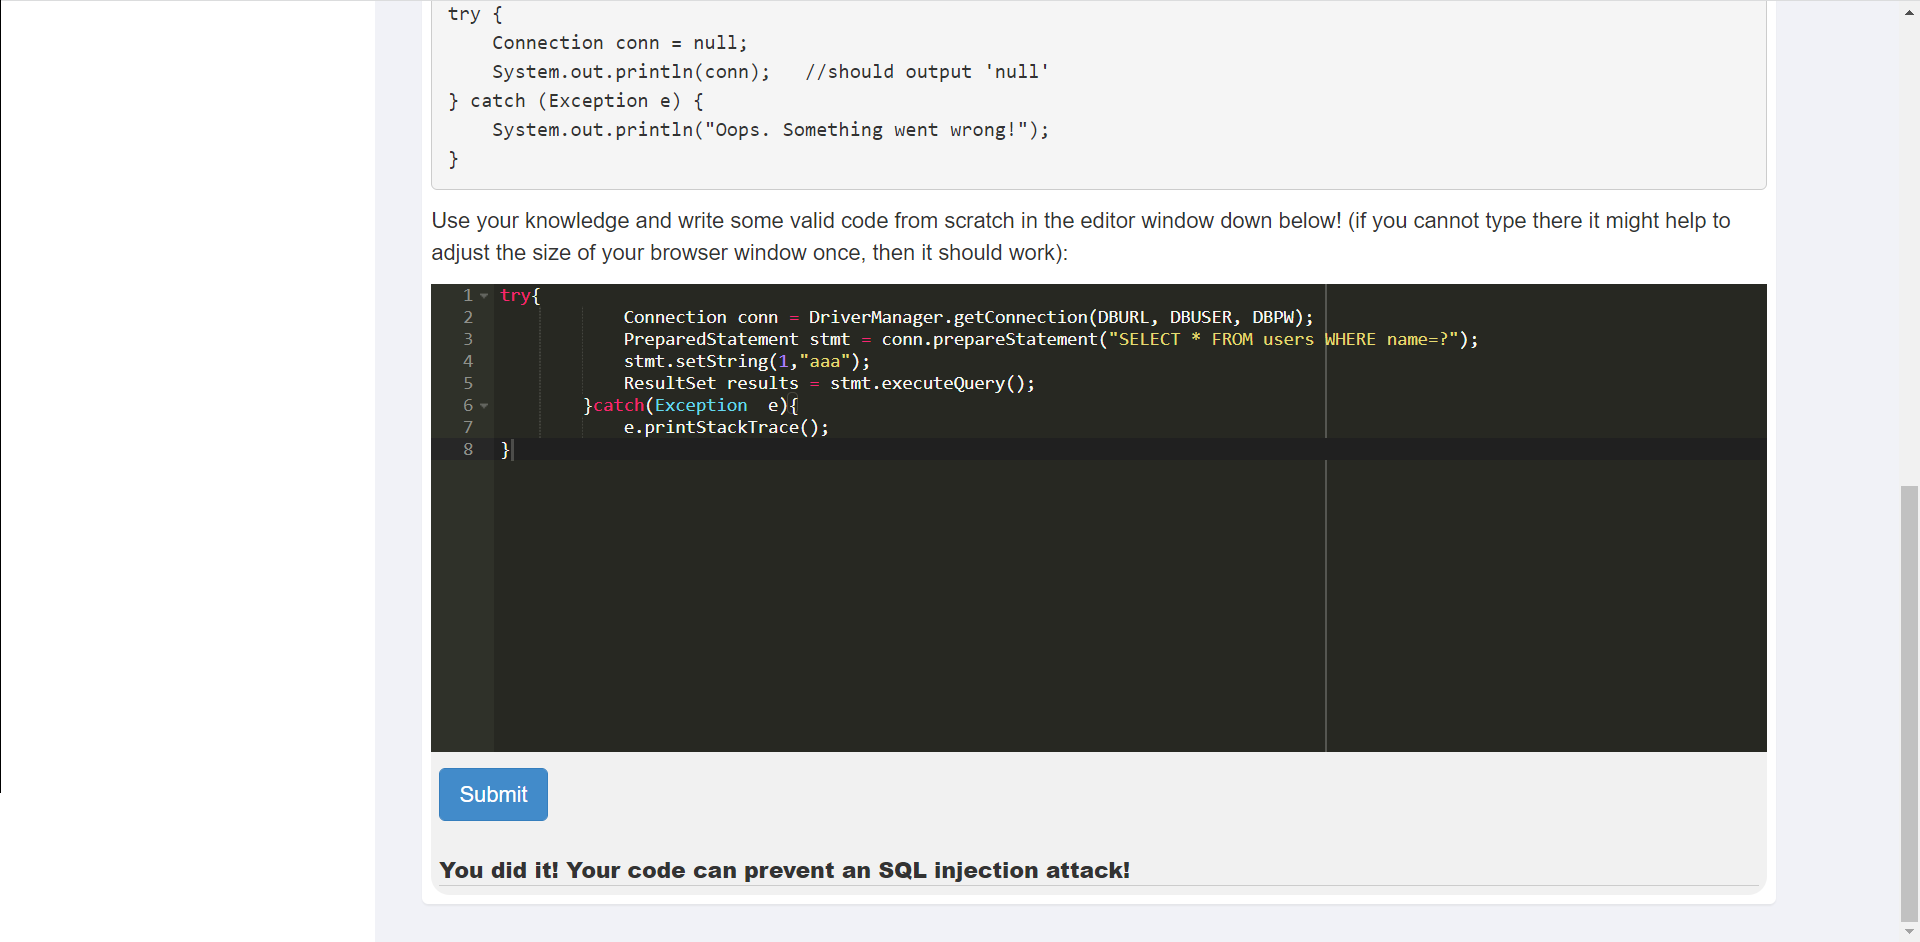 try {
    Connection conn = null;
    System.out.println(conn);   //should output 'null'
} catch (Exception e) {
    System.out.println("Oops. Something went wrong!");
}
Use your knowledge and write some valid code from scratch in the editor window down below! (if you cannot type there it might help to
adjust the size of your browser window once, then it should work):
1 try{
2             Connection conn = DriverManager.getConnection(DBURL, DBUSER, DBPW);
3             PreparedStatement stmt = conn.prepareStatement("SELECT * FROM users WHERE name=?");
4             stmt.setString(1,"aaa");
5             ResultSet results = stmt.executeQuery();
6         }catch(Exception  e){
7             e.printStackTrace();
8 }
Submit
You did it! Your code can prevent an SQL injection attack!